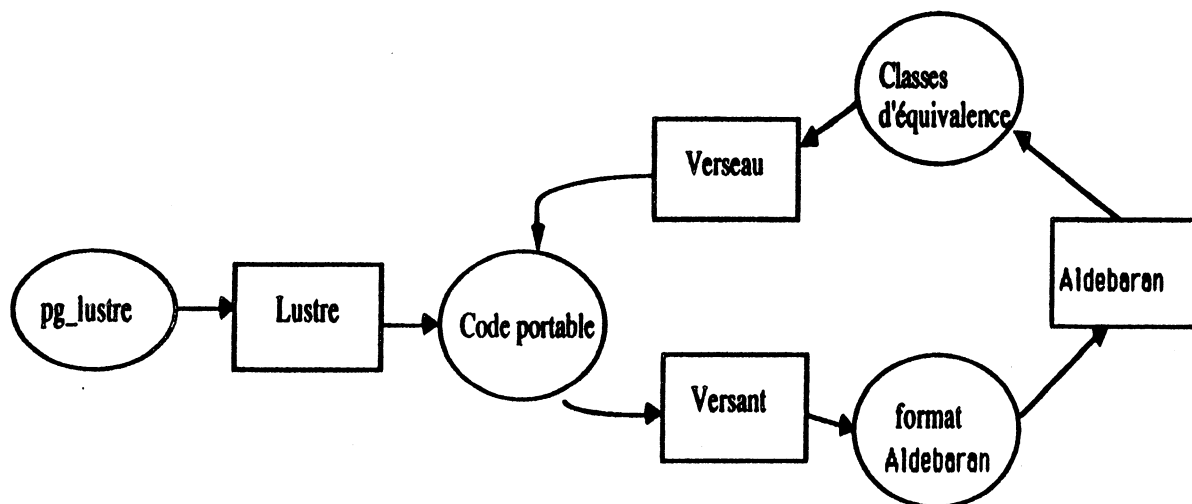 Classes
d'équivalence
Verseau
Aldebaran
pg_lustre
Lustre
Code portable
Versant
format
Aldebaran